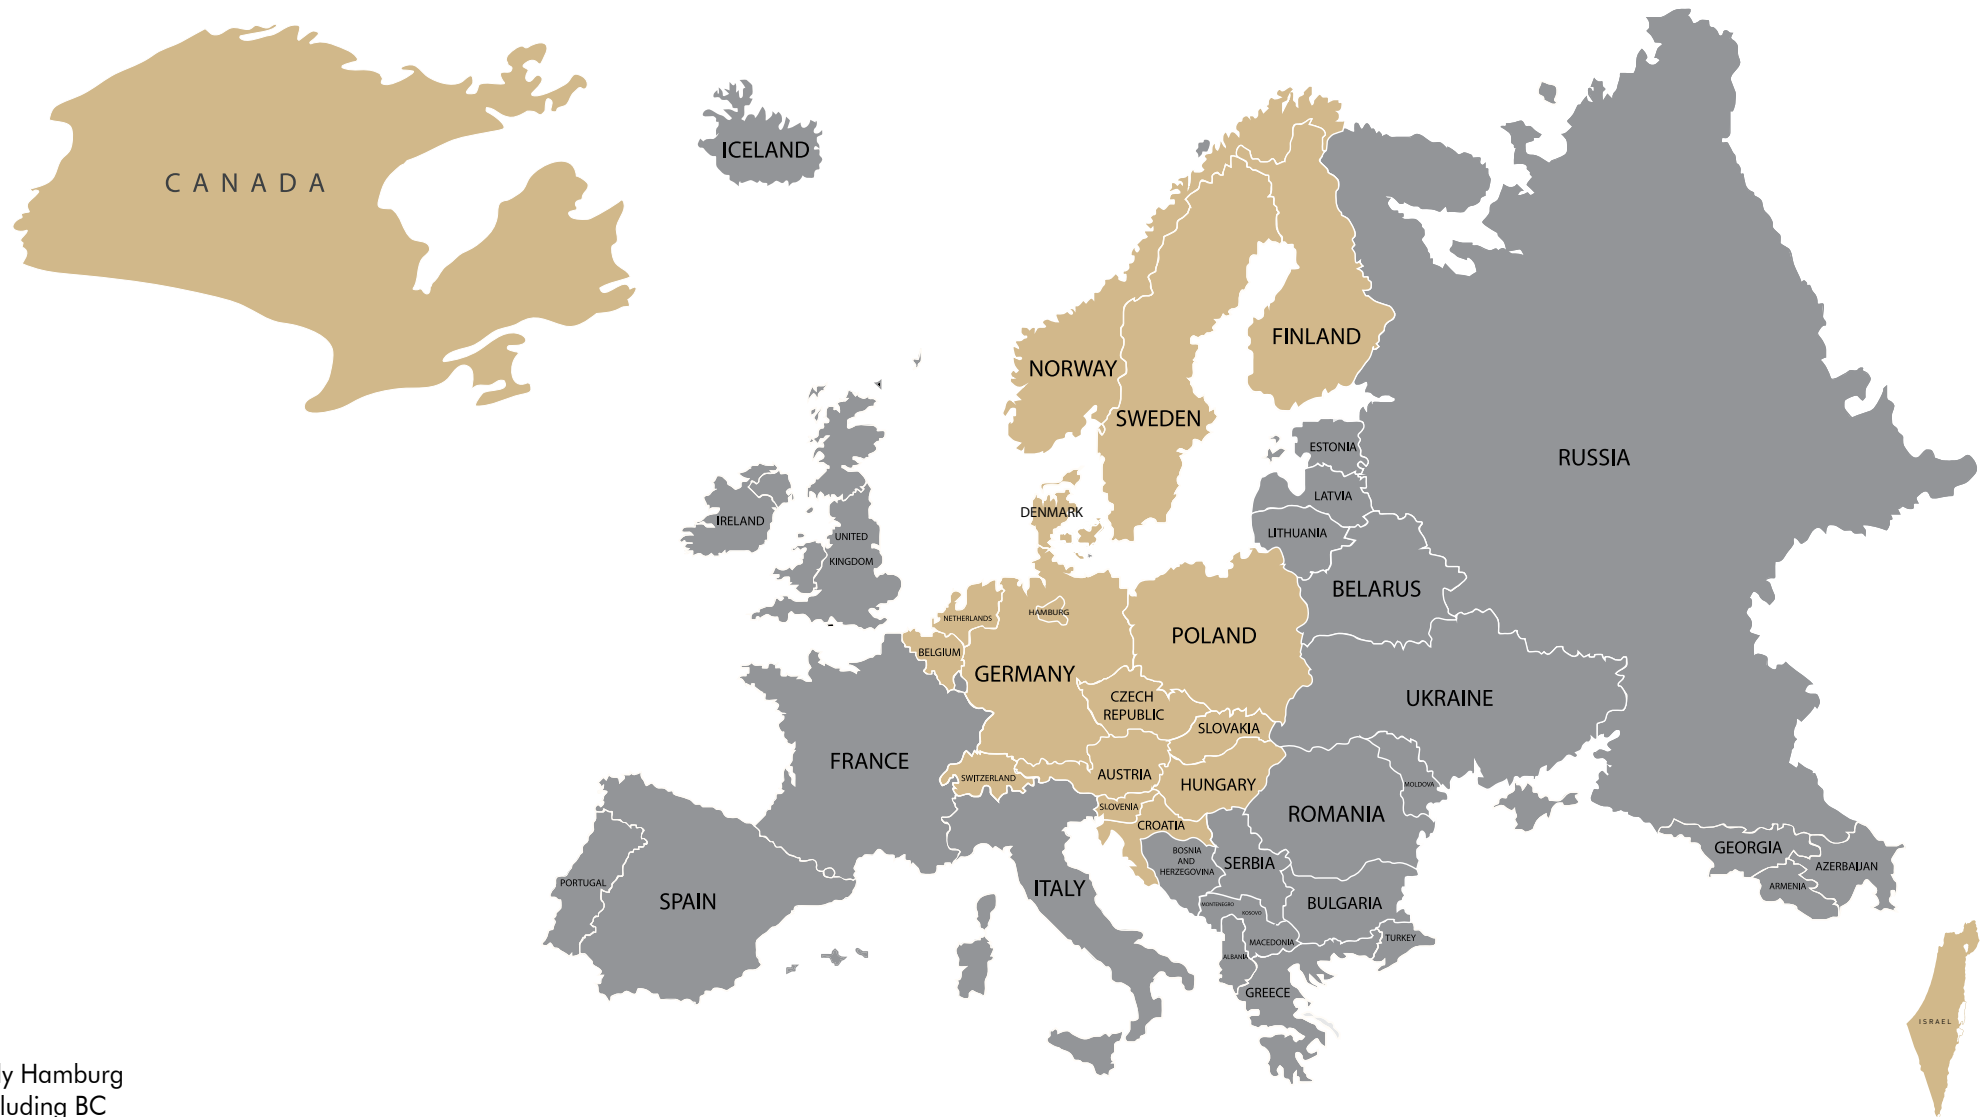 CANADA
ICELAND
FINLAND
NORWAY
SWEDEN
ESTONIA
RUSSIA
LATVIA
DENMARK
IRELAND
LITHUANIA
UNITED
KINGDOM
BELARUS
HAMBURG
NETHERLANDS
POLAND
BELGIUM
GERMANY
CZECH
REPUBLIC
UKRAINE
SLOVAKIA
FRANCE
SWITZERLAND
AUSTRIA
HUNGARY
MOLDOVA
SLOVENIA
ROMANIA
CROATIA
GEORGIA
BOSNIA
AND
HERZEGOVINA
SERBIA
AZERBAIJAN
PORTUGAL
ITALY
ARMENIA
SPAIN
MONTENEGRO
BULGARIA
KOSOVO
TURKEY
MACEDONIA
ALBANIA
GREECE
ISRAEL
ly Hamburg
luding BC